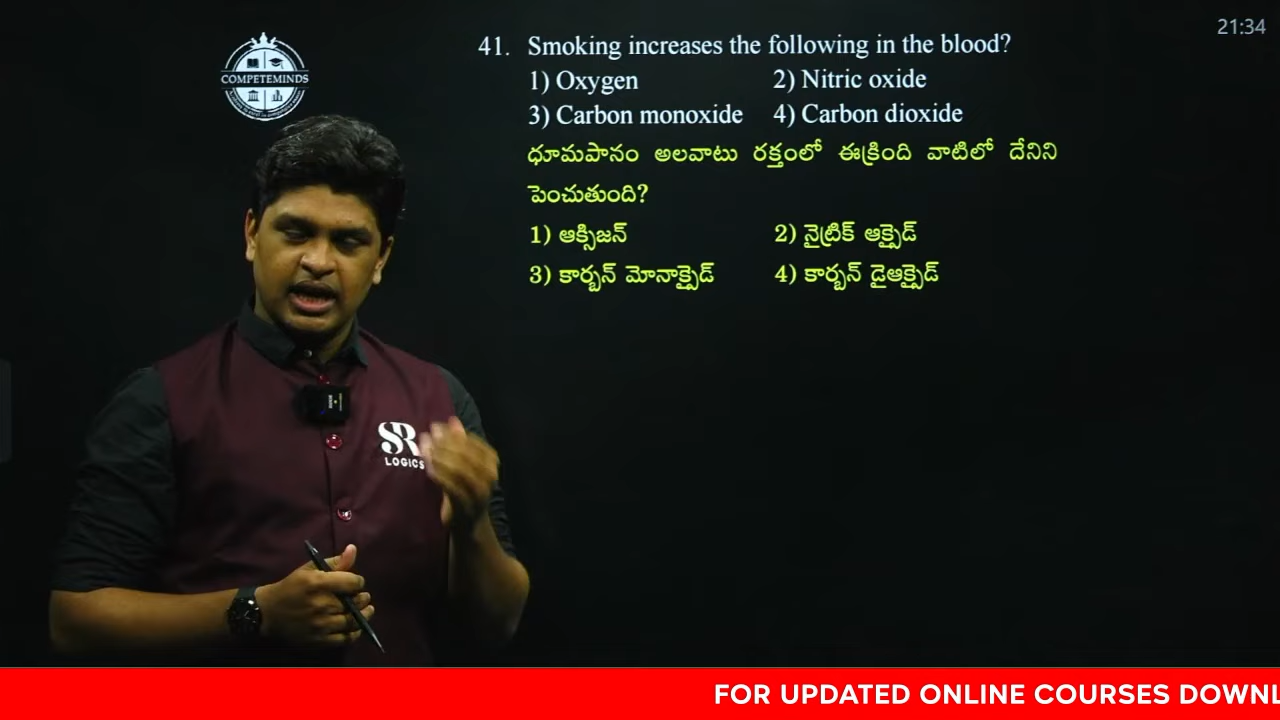 21:34
COMPETEMINDS
41. Smoking increases the following in the blood?
1) Oxygen 2) Nitric oxide
3) Carbon monoxide 4) Carbon dioxide
ధూమపానం అలవాటు రక్తంలో ఈక్రింది వాటిలో దేనిని
పెంచుతుంది?
1) ఆక్సిజన్ 2) నైట్రిక్ ఆక్సైడ్
3) కార్బన్ మోనాక్సైడ్ 4) కార్బన్ డైఆక్సైడ్
SR
LOGICS
FOR UPDATED ONLINE COURSES DOWNL